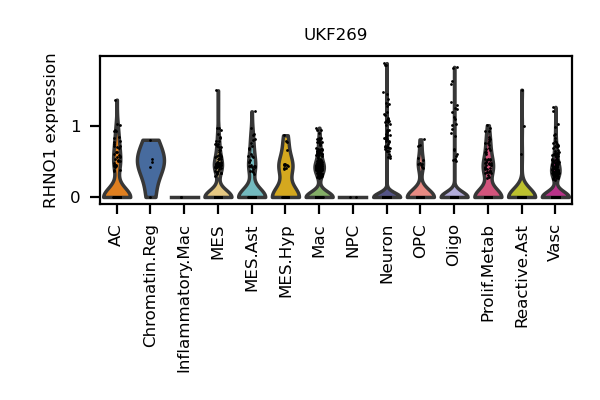 UKF269
RHNO1 expression
1
0
AC
Chromatin.Reg
Inflammatory.Mac
MES
MES.Ast
MES.Hyp
Mac
NPC
Neuron
OPC
Oligo
Prolif.Metab
Reactive.Ast
Vasc